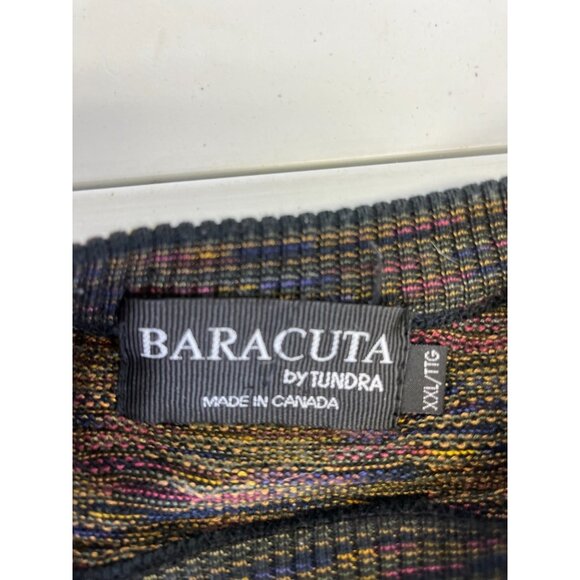 BARACUTA
by TUNDRA
MADE IN CANADA
XXL/TTG